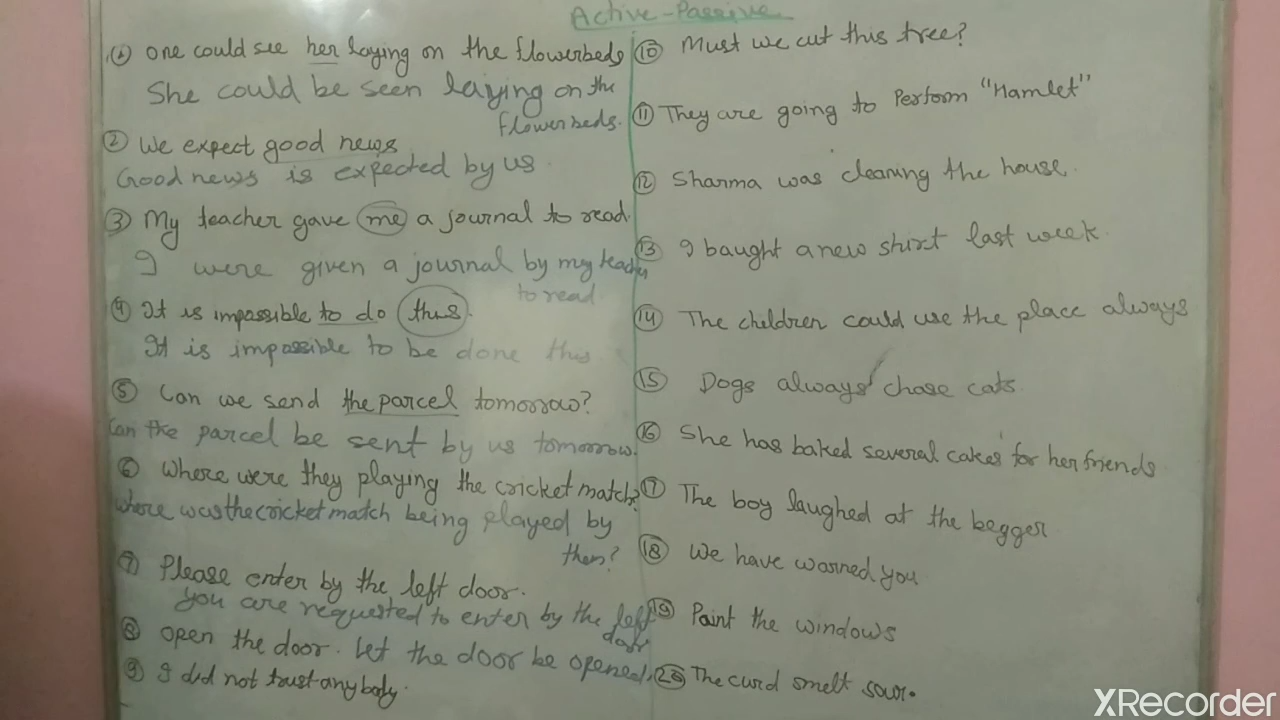 Active-Passive
① One could see her laying on the flowerbeds
She could be seen laying on the
flowerbeds.
② We expect good news
Good news is expected by us.
③ My teacher gave me a journal to read.
I were given a journal by my teacher
to read
④ It is impossible to do this.
It is impossible to be done this
⑤ Can we send the parcel tomorrow?
Can the parcel be sent by us tomorrow.
⑥ Where were they playing the cricket match?
Where was the cricket match being played by
them?
⑦ Please enter by the left door.
You are requested to enter by the left
door
⑧ Open the door. Let the door be opened.
⑨ I did not trust anybody.
⑩ Must we cut this tree?
⑪ They are going to Perform "Hamlet"
⑫ Sharma was cleaning the house.
⑬ I baught a new shirt last week.
⑭ The children could use the place always
⑮ Dogs always chase cats
⑯ She has baked several cakes for her friends
⑰ The boy laughed at the begger
⑱ We have warned you
⑲ Paint the windows
⑳ The curd smelt sour.
XRecorder